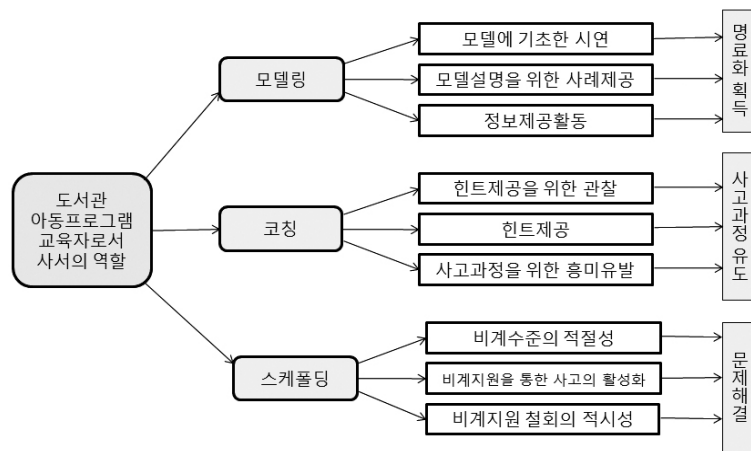 도서관
아동프로그램
교육자로서
사서의 역할
모델링
모델에 기초한 시연
모델설명을 위한 사례제공
정보제공활동
명료화 획득
코칭
힌트제공을 위한 관찰
힌트제공
사고과정을 위한 흥미유발
사고과정유도
스케폴딩
비계수준의 적절성
비계지원을 통한 사고의 활성화
비계지원 철회의 적시성
문제해결